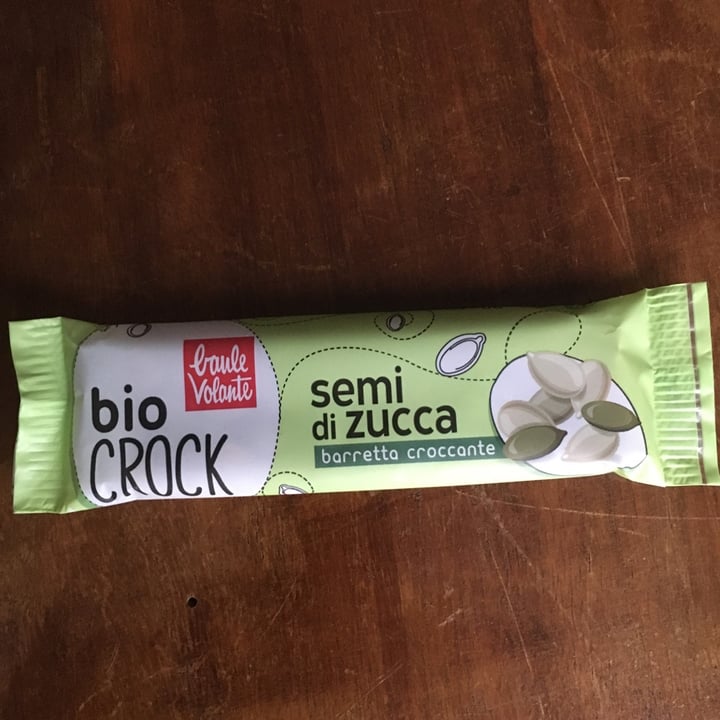 baule
Volante
bio
CROCK
semi
di zucca
barretta croccante